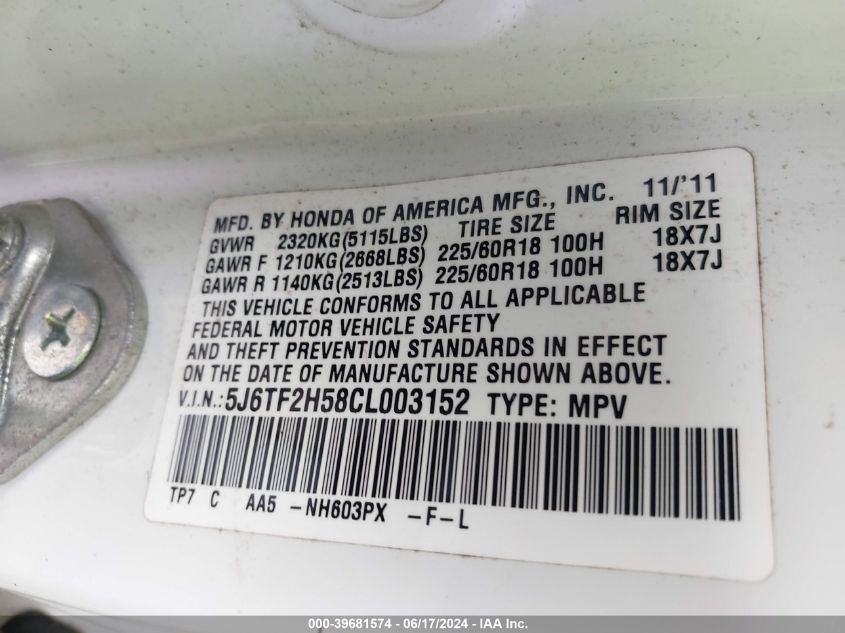 MFD. BY HONDA OF AMERICA MFG., INC. 11/'11
GVWR 2320KG(5115LBS) TIRE SIZE RIM SIZE
GAWR F 1210KG(2668LBS) 225/60R18 100H 18X7J
GAWR R 1140KG(2513LBS) 225/60R18 100H 18X7J
THIS VEHICLE CONFORMS TO ALL APPLICABLE
FEDERAL MOTOR VEHICLE SAFETY
AND THEFT PREVENTION STANDARDS IN EFFECT
ON THE DATE OF MANUFACTURE SHOWN ABOVE.
V.I.N.:5J6TF2H58CL003152 TYPE: MPV
TP7 C AA5 -NH603PX -F-L
000-39681574 / 06/17/2024 - IAA Inc.